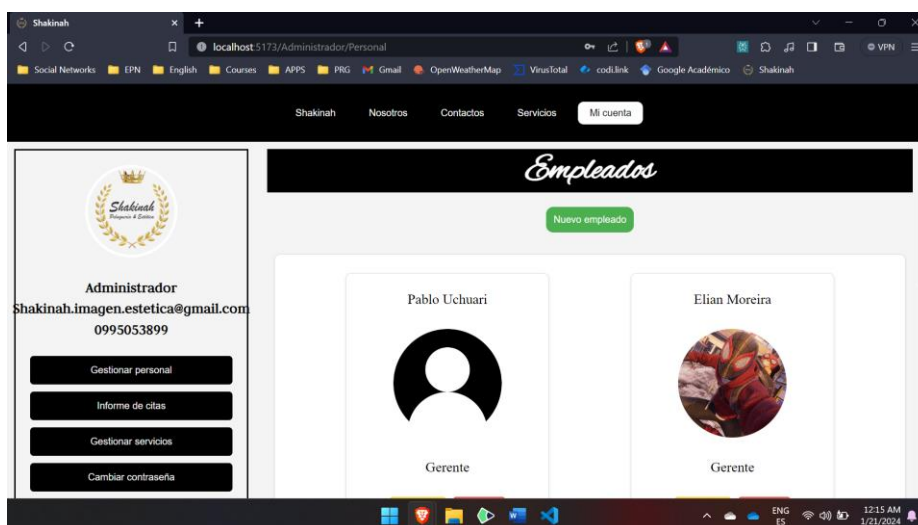 Shakinah
localhost:5173/Administrador/Personal
VPN
Social Networks EPN English Courses APPS PRG Gmail OpenWeatherMap VirusTotal codi.link Google Académico Shakinah
Shakinah Nosotros Contactos Servicios Mi cuenta
Shakinah
Peluquería & Estética
Administrador
Shakinah.imagen.estetica@gmail.com
0995053899
Gestionar personal
Informe de citas
Gestionar servicios
Cambiar contraseña
Empleados
Nuevo empleado
Pablo Uchuari
Gerente
Elian Moreira
Gerente
ENG
ES
12:15 AM
1/21/2024